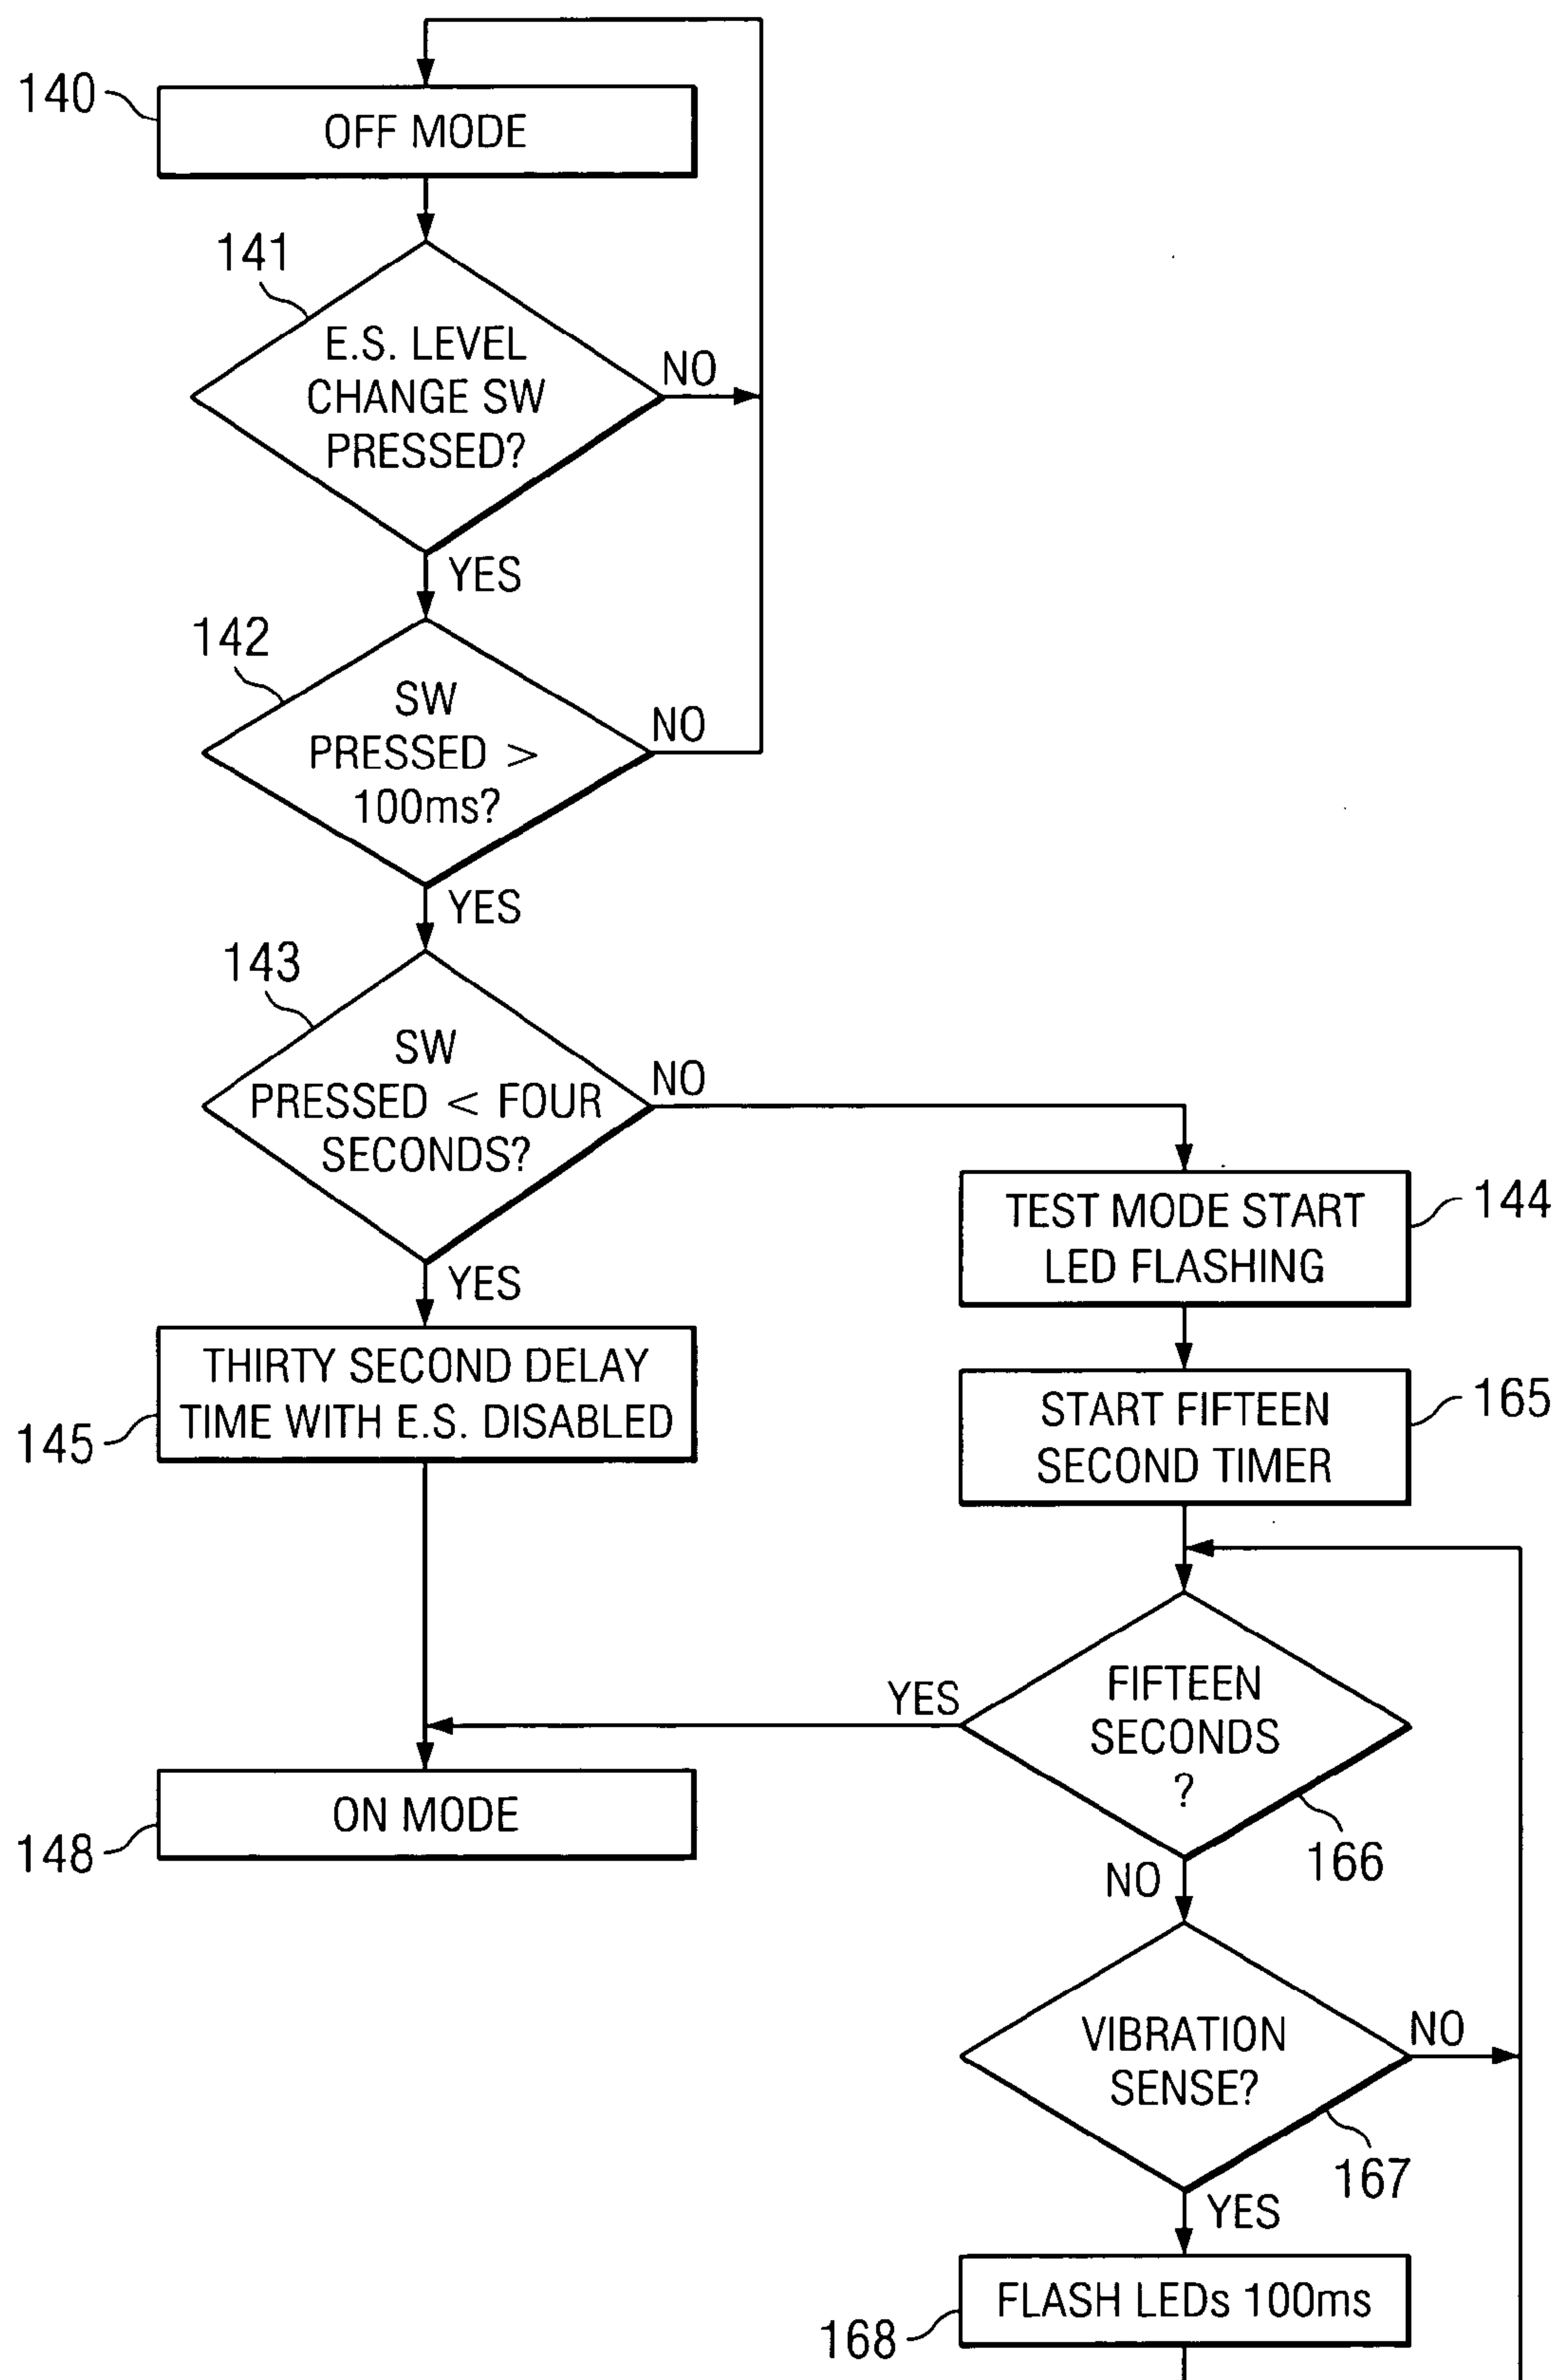 140
OFF MODE
141
E.S. LEVEL
CHANGE SW
PRESSED?
NO
YES
142
SW
PRESSED >
100ms?
NO
YES
143
SW
PRESSED < FOUR
SECONDS?
NO
YES
TEST MODE START
LED FLASHING
144
THIRTY SECOND DELAY
TIME WITH E.S. DISABLED
145
START FIFTEEN
SECOND TIMER
165
FIFTEEN
SECONDS
?
YES
166
NO
ON MODE
148
VIBRATION
SENSE?
NO
167
YES
FLASH LEDs 100ms
168